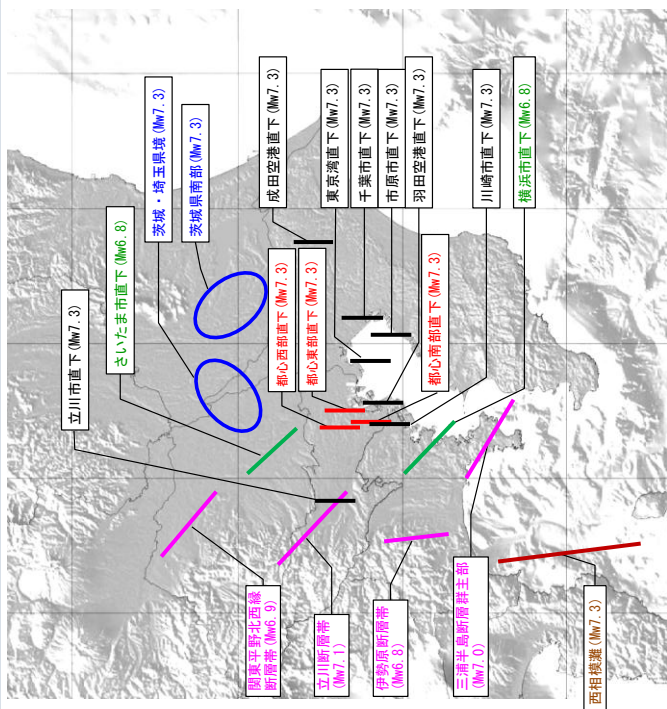 立川市直下(Mw7.3)
さいたま市直下(Mw6.8)
茨城・埼玉県境(Mw7.3)
茨城県南部(Mw7.3)
成田空港直下(Mw7.3)
東京湾直下(Mw7.3)
千葉市直下(Mw7.3)
市原市直下(Mw7.3)
羽田空港直下(Mw7.3)
川崎市直下(Mw7.3)
横浜市直下(Mw6.8)
都心西部直下(Mw7.3)
都心東部直下(Mw7.3)
都心南部直下(Mw7.3)
関東平野北西縁
断層帯(Mw6.9)
立川断層帯
(Mw7.1)
伊勢原断層帯
(Mw6.8)
三浦半島断層群主部
(Mw7.0)
西相模灘(Mw7.3)